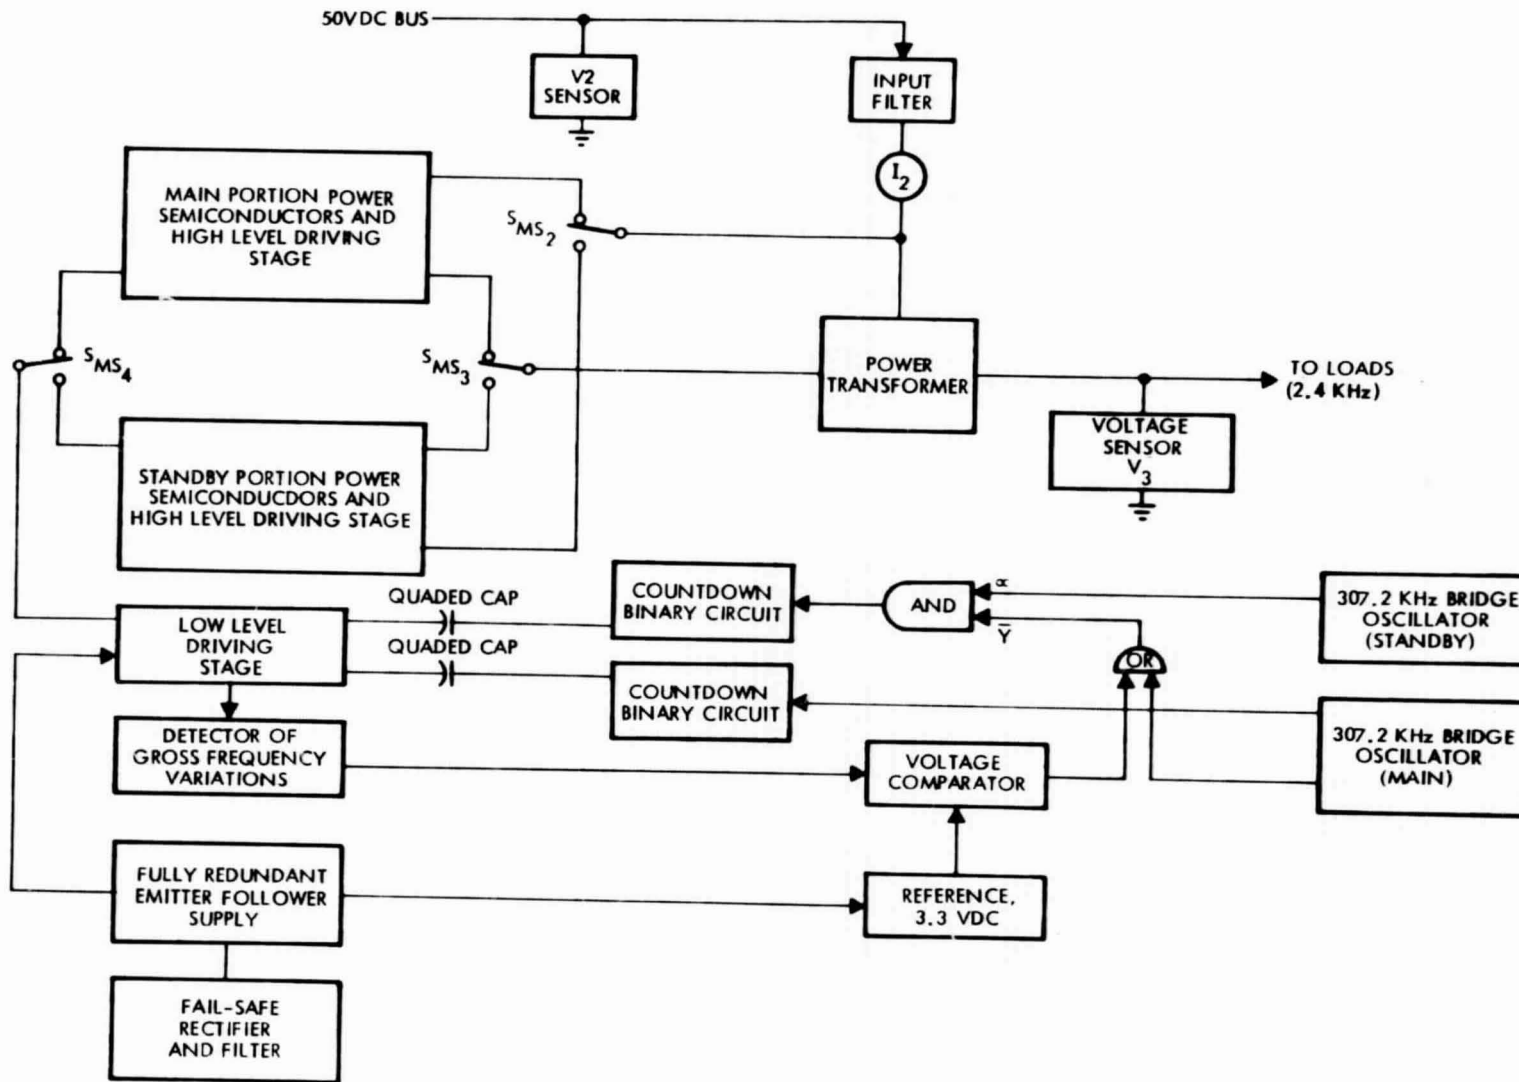 50VDC BUS
V2
SENSOR
INPUT
FILTER
I2
MAIN PORTION POWER
SEMICONDUCTORS AND
HIGH LEVEL DRIVING
STAGE
SMS2
SMS4
SMS3
POWER
TRANSFORMER
TO LOADS
(2.4 KHz)
VOLTAGE
SENSOR
V3
STANDBY PORTION POWER
SEMICONDUCDORS AND
HIGH LEVEL DRIVING STAGE
QUADED CAP
COUNTDOWN
BINARY CIRCUIT
AND
∝
Y̅
307.2 KHz BRIDGE
OSCILLATOR
(STANDBY)
LOW LEVEL
DRIVING
STAGE
QUADED CAP
OR
COUNTDOWN
BINARY CIRCUIT
307.2 KHz BRIDGE
OSCILLATOR
(MAIN)
DETECTOR OF
GROSS FREQUENCY
VARIATIONS
VOLTAGE
COMPARATOR
FULLY REDUNDANT
EMITTER FOLLOWER
SUPPLY
REFERENCE,
3.3 VDC
FAIL-SAFE
RECTIFIER
AND FILTER